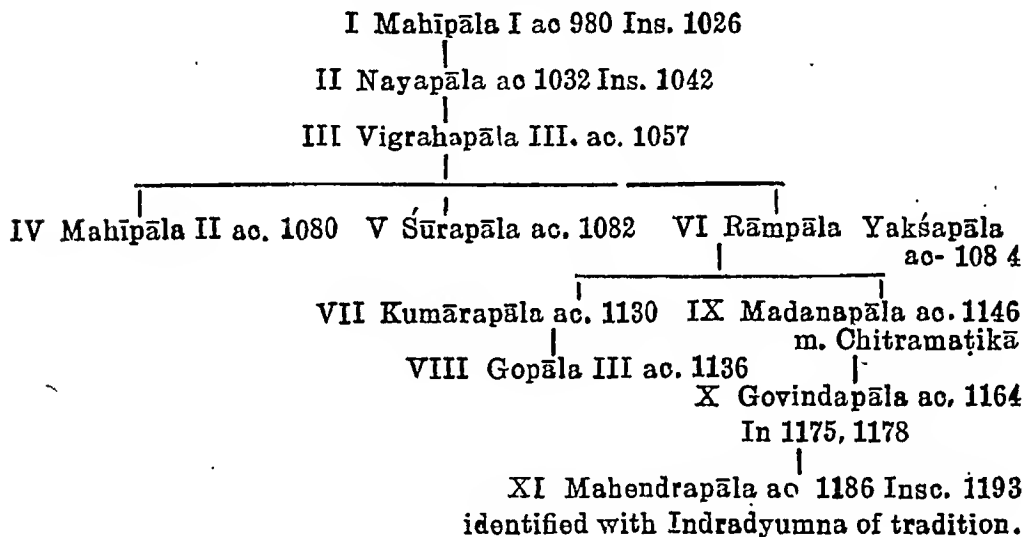 I Mahīpāla I ac 980 Ins. 1026
II Nayapāla ac 1032 Ins. 1042
III Vigrahapāla III. ac. 1057
IV Mahīpāla II ac. 1080 V Śūrapāla ac. 1082 VI Rāmpāla Yakśapāla
ac- 108 4
VII Kumārapāla ac. 1130 IX Madanapāla ac. 1146
m. Chitramaṭikā
VIII Gopāla III ac. 1136
X Govindapāla ac, 1164
In 1175, 1178
XI Mahendrapāla ac 1186 Insc. 1193
identified with Indradyumna of tradition.